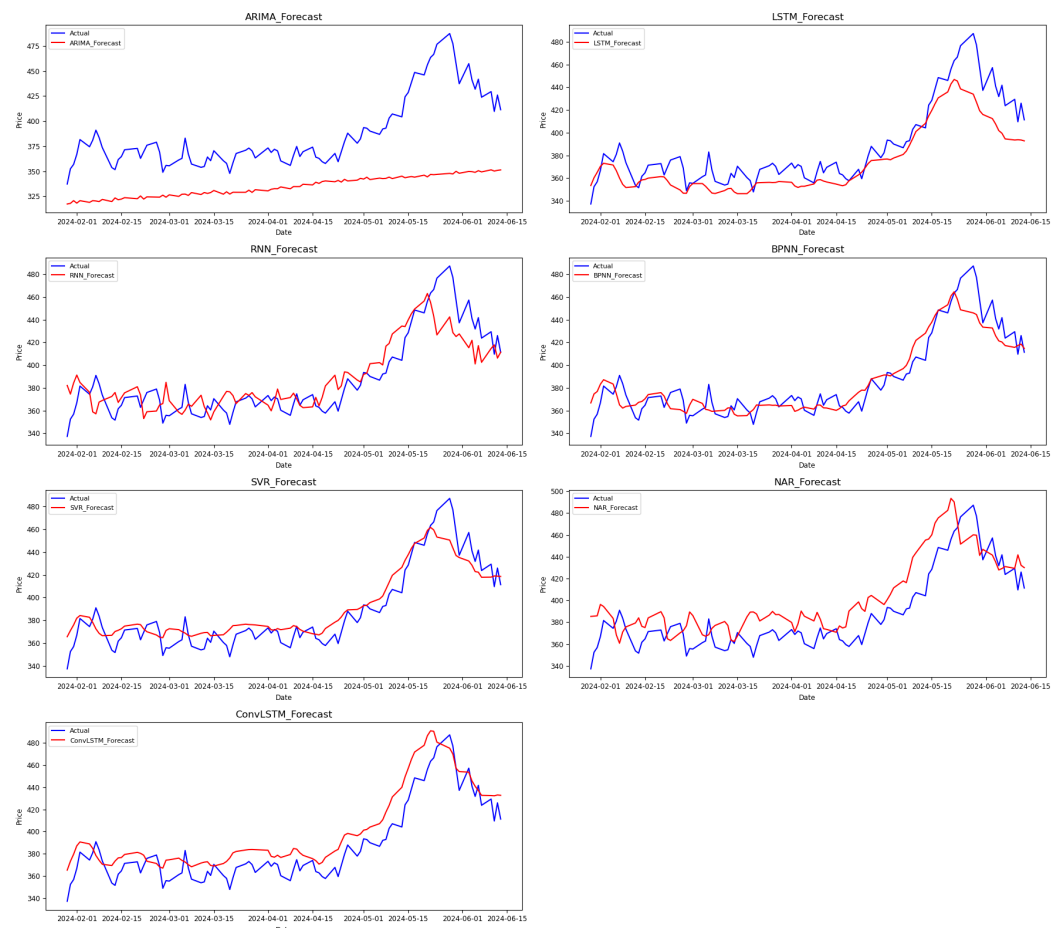 ARIMA_Forecast
Actual
ARIMA_Forecast
Price
475
450
425
400
375
350
325
2024-02-01 2024-02-15 2024-03-01 2024-03-15 2024-04-01 2024-04-15 2024-05-01 2024-05-15 2024-06-01 2024-06-15
Date
LSTM_Forecast
Actual
LSTM_Forecast
Price
480
460
440
420
400
380
360
340
2024-02-01 2024-02-15 2024-03-01 2024-03-15 2024-04-01 2024-04-15 2024-05-01 2024-05-15 2024-06-01 2024-06-15
Date
RNN_Forecast
Actual
RNN_Forecast
Price
480
460
440
420
400
380
360
340
2024-02-01 2024-02-15 2024-03-01 2024-03-15 2024-04-01 2024-04-15 2024-05-01 2024-05-15 2024-06-01 2024-06-15
Date
BPNN_Forecast
Actual
BPNN_Forecast
Price
480
460
440
420
400
380
360
340
2024-02-01 2024-02-15 2024-03-01 2024-03-15 2024-04-01 2024-04-15 2024-05-01 2024-05-15 2024-06-01 2024-06-15
Date
SVR_Forecast
Actual
SVR_Forecast
Price
480
460
440
420
400
380
360
340
2024-02-01 2024-02-15 2024-03-01 2024-03-15 2024-04-01 2024-04-15 2024-05-01 2024-05-15 2024-06-01 2024-06-15
Date
NAR_Forecast
Actual
NAR_Forecast
Price
500
480
460
440
420
400
380
360
340
2024-02-01 2024-02-15 2024-03-01 2024-03-15 2024-04-01 2024-04-15 2024-05-01 2024-05-15 2024-06-01 2024-06-15
Date
ConvLSTM_Forecast
Actual
ConvLSTM_Forecast
Price
480
460
440
420
400
380
360
340
2024-02-01 2024-02-15 2024-03-01 2024-03-15 2024-04-01 2024-04-15 2024-05-01 2024-05-15 2024-06-01 2024-06-15
Date